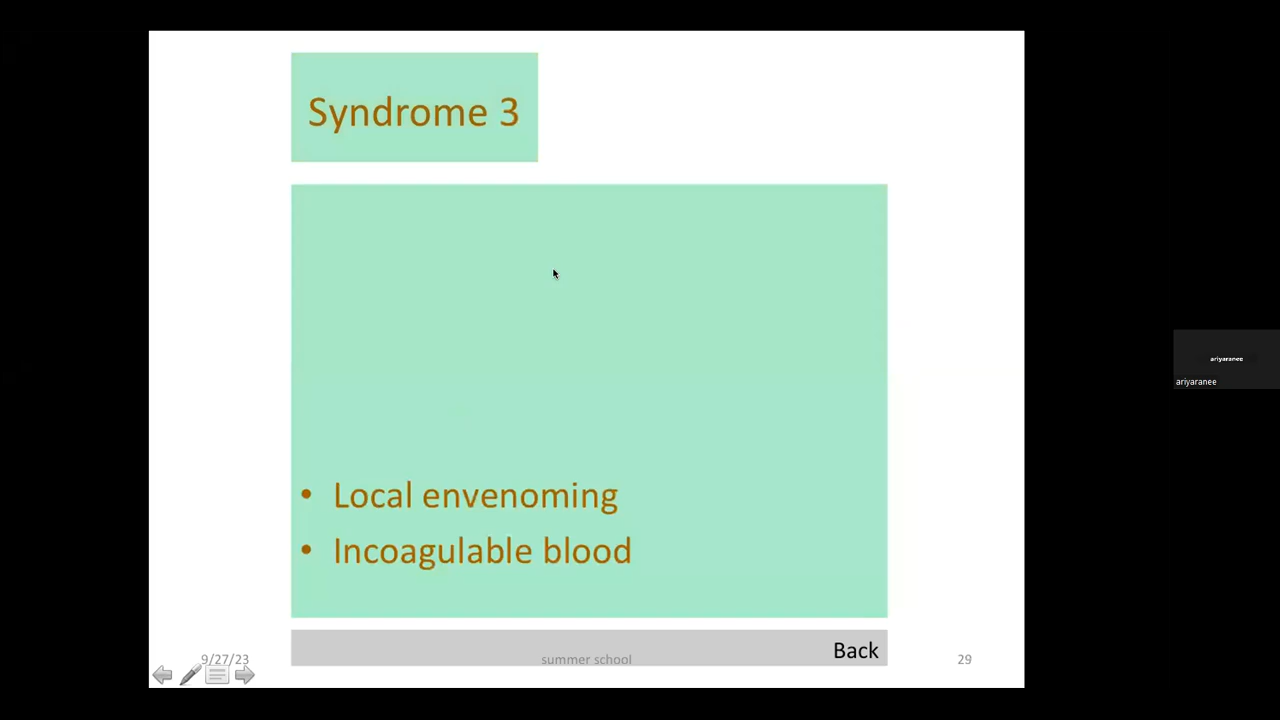 Syndrome 3
• Local envenoming
• Incoagulable blood
Back
9/27/23
summer school
29
ariyaranee
ariyaranee